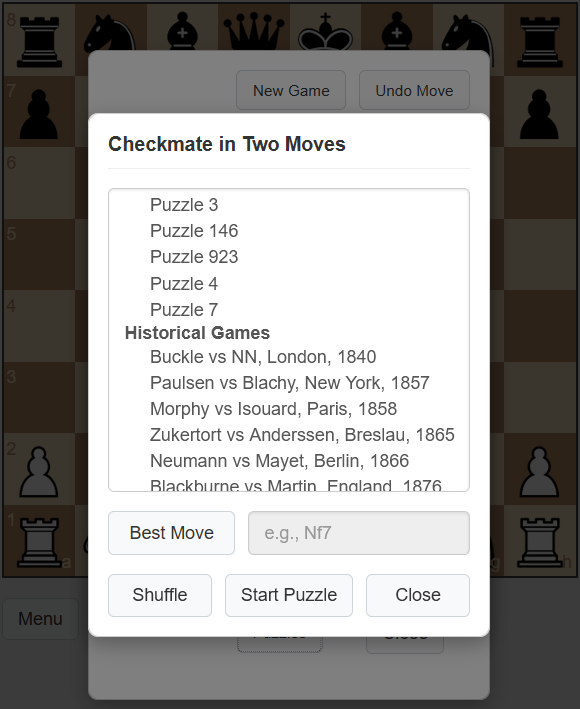 8
7
New Game Undo Move
Checkmate in Two Moves
6
Puzzle 3
Puzzle 146
5
Puzzle 923
Puzzle 4
4
Puzzle 7
Historical Games
Buckle vs NN, London, 1840
3
Paulsen vs Blachy, New York, 1857
Morphy vs Isouard, Paris, 1858
Zukertort vs Anderssen, Breslau, 1865
2
Neumann vs Mayet, Berlin, 1866
Blackburne vs Martin, England, 1876
1
Best Move e.g., Nf7
a g h
Shuffle Start Puzzle Close
Menu
Puzzles Close